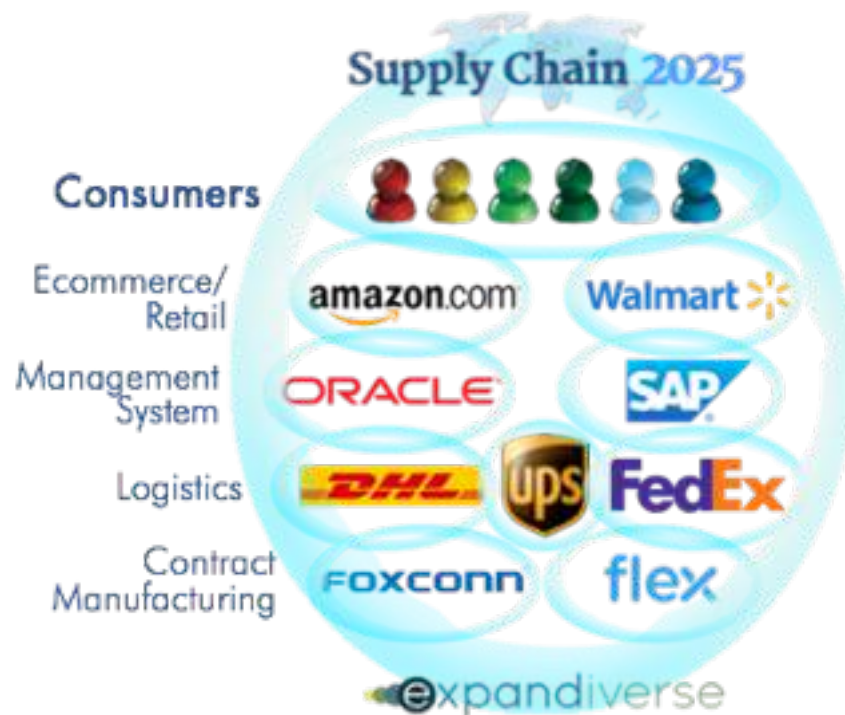 Supply Chain 2025
Consumers
Ecommerce/
Retail
amazon.com
Walmart
Management
System
ORACLE
SAP
Logistics
DHL
ups
FedEx
Contract
Manufacturing
FOXCONN
flex
expandiverse